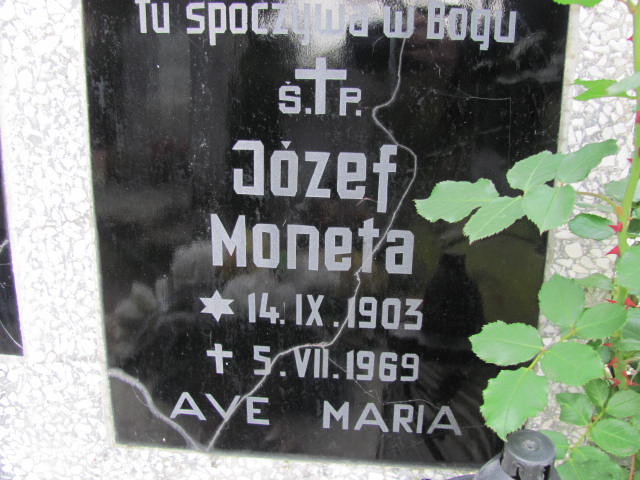 Tu spoczywa w Bogu
Ś.†P.
Józef
Moneta
✶ 14.IX.1903
† 5.VII.1969
AVE MARIA